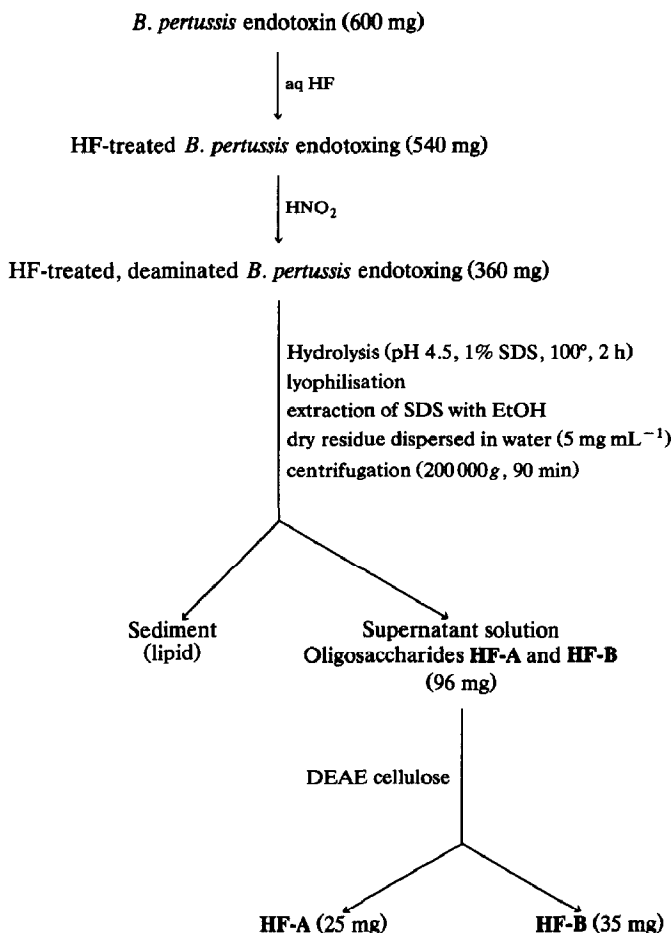 B. pertussis endotoxin (600 mg)
aq HF
HF-treated B. pertussis endotoxing (540 mg)
HNO₂
HF-treated, deaminated B. pertussis endotoxing (360 mg)
Hydrolysis (pH 4.5, 1% SDS, 100°, 2 h)
lyophilisation
extraction of SDS with EtOH
dry residue dispersed in water (5 mg mL⁻¹)
centrifugation (200 000g, 90 min)
Sediment
(lipid)
Supernatant solution
Oligosaccharides HF-A and HF-B
(96 mg)
DEAE cellulose
HF-A (25 mg)
HF-B (35 mg)